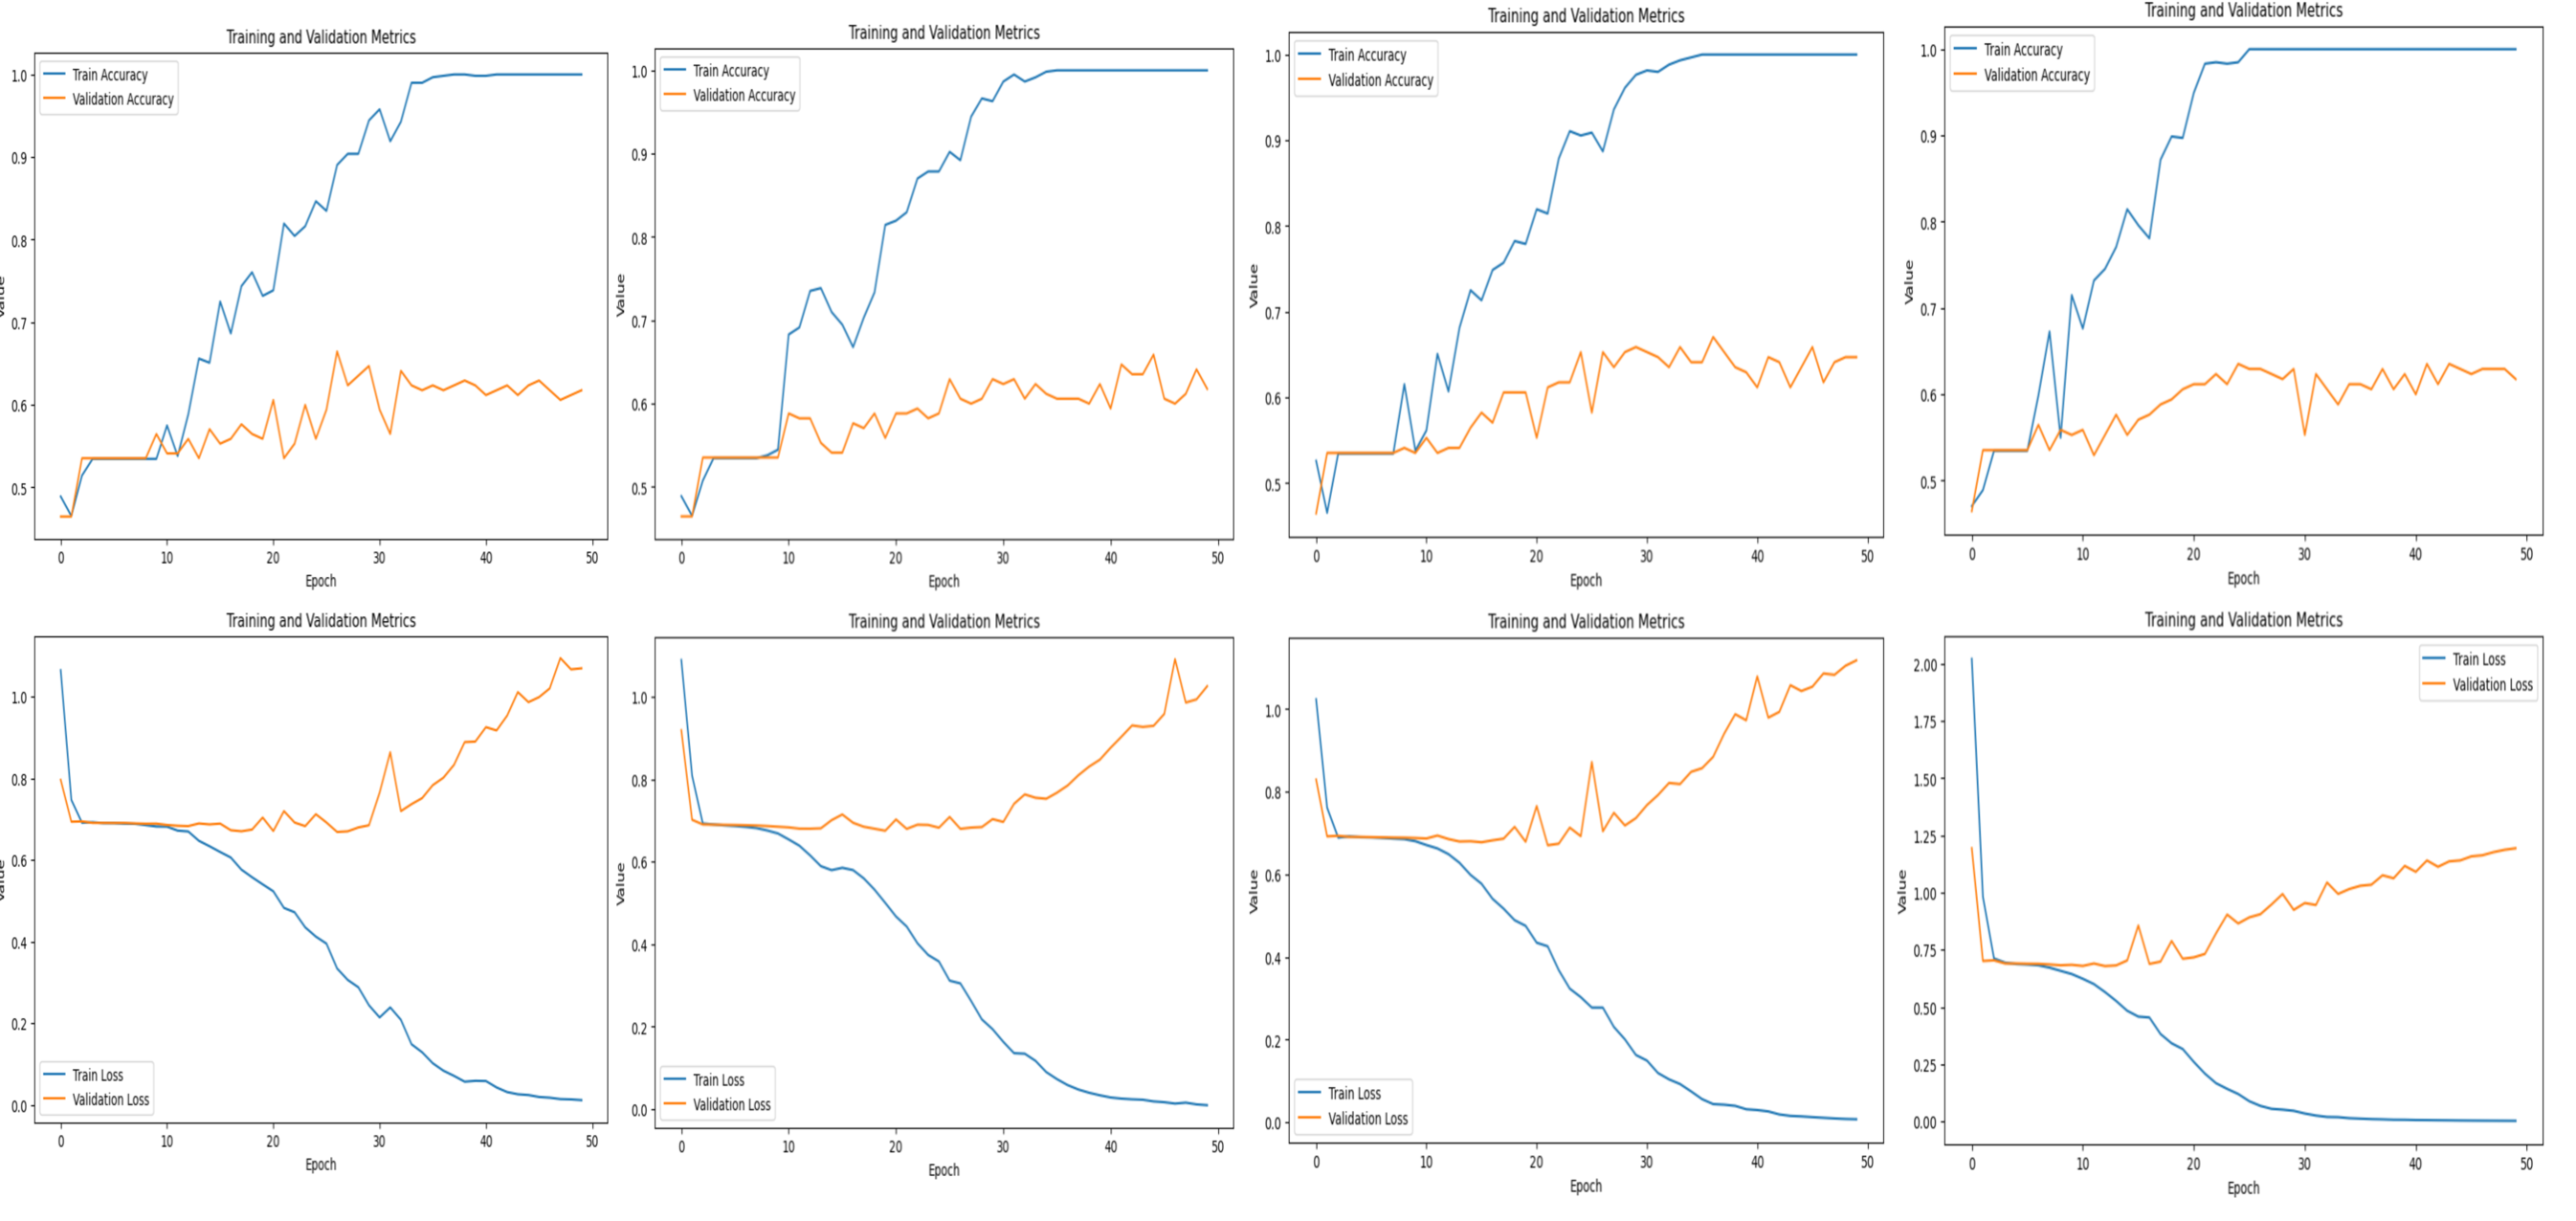 Training and Validation Metrics
Train Accuracy
Validation Accuracy
1.0
0.9
0.8
0.7
0.6
0.5
0 10 20 30 40 50
Epoch
Training and Validation Metrics
Train Accuracy
Validation Accuracy
Value
1.0
0.9
0.8
0.7
0.6
0.5
0 10 20 30 40 50
Epoch
Training and Validation Metrics
Train Accuracy
Validation Accuracy
Value
1.0
0.9
0.8
0.7
0.6
0.5
0 10 20 30 40 50
Epoch
Training and Validation Metrics
Train Accuracy
Validation Accuracy
Value
1.0
0.9
0.8
0.7
0.6
0.5
0 10 20 30 40 50
Epoch
Training and Validation Metrics
1.0
0.8
0.6
0.4
0.2
0.0
Train Loss
Validation Loss
0 10 20 30 40 50
Epoch
Training and Validation Metrics
Value
1.0
0.8
0.6
0.4
0.2
0.0
Train Loss
Validation Loss
0 10 20 30 40 50
Epoch
Training and Validation Metrics
Value
1.0
0.8
0.6
0.4
0.2
0.0
Train Loss
Validation Loss
0 10 20 30 40 50
Epoch
Training and Validation Metrics
Train Loss
Validation Loss
Value
2.00
1.75
1.50
1.25
1.00
0.75
0.50
0.25
0.00
0 10 20 30 40 50
Epoch